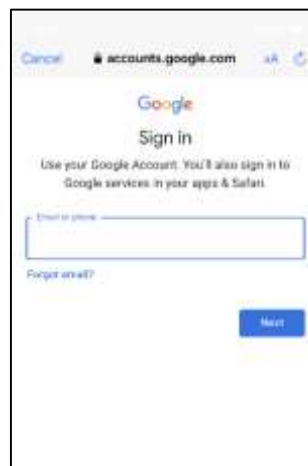 Cancel accounts.google.com AA
Google
Sign in
Use your Google Account. You'll also sign in to
Google services in your apps & Safari.
Email or phone
Forgot email?
Next